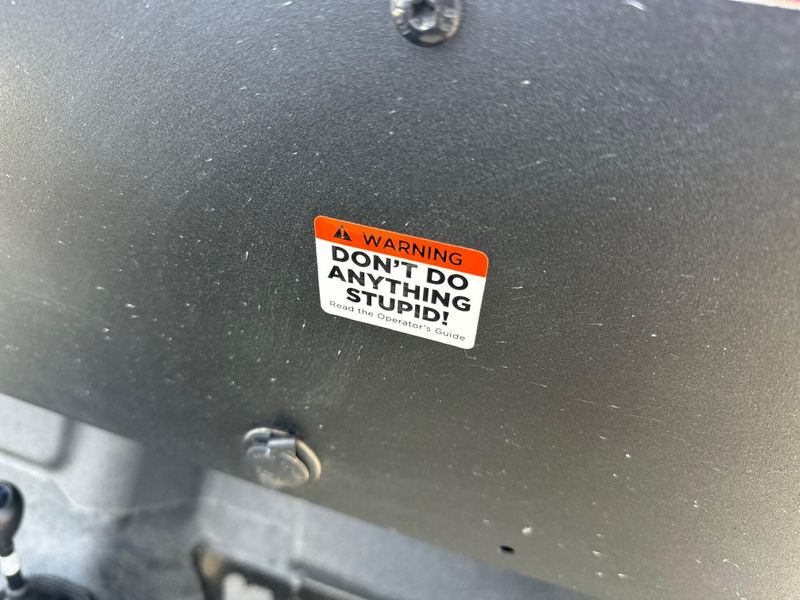 WARNING
DON'T DO
ANYTHING
STUPID!
Read the Operator's Guide